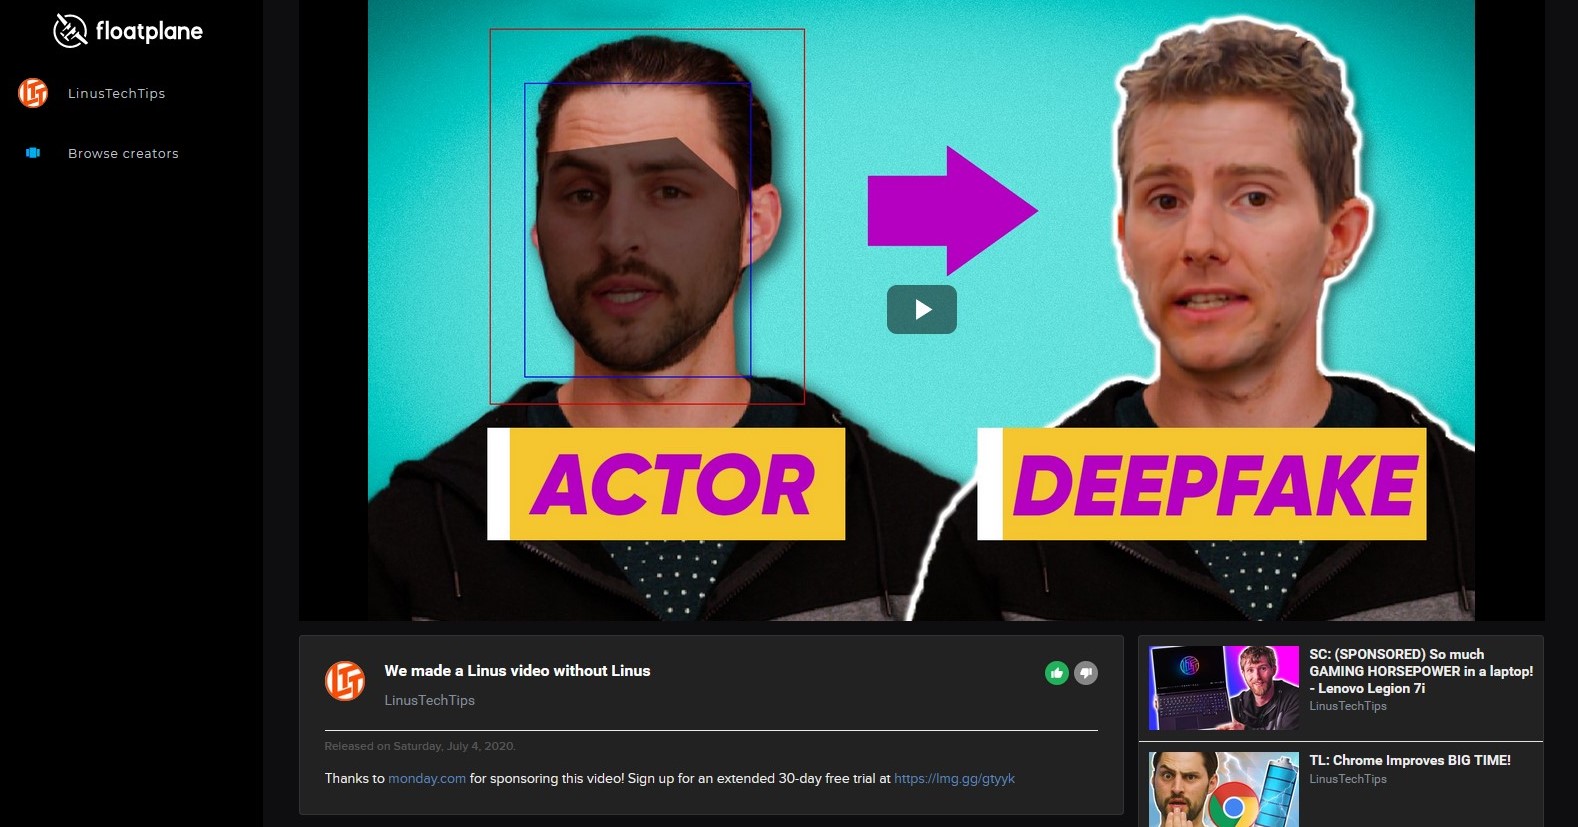 floatplane
LinusTechTips
Browse creators
ACTOR
DEEPFAKE
We made a Linus video without Linus
LinusTechTips
Released on Saturday, July 4, 2020.
Thanks to monday.com for sponsoring this video! Sign up for an extended 30-day free trial at https://lmg.gg/gtyyk
SC: (SPONSORED) So much
GAMING HORSEPOWER in a laptop!
- Lenovo Legion 7i
LinusTechTips
TL: Chrome Improves BIG TIME!
LinusTechTips